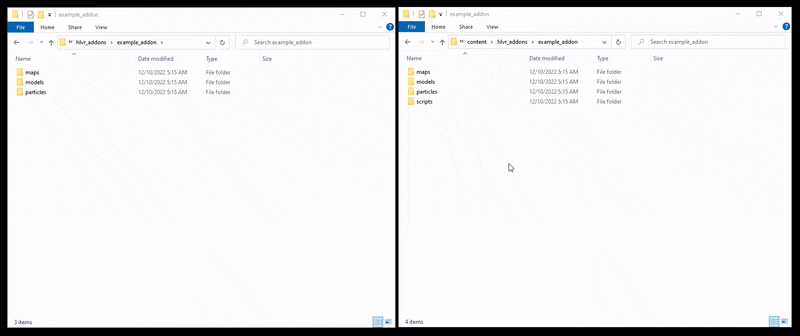 example_addon
File Home Share View
hlvr_addons › example_addon ›
Search example_addon
Name Date modified Type Size
maps 12/10/2022 5:15 AM File folder
models 12/10/2022 5:15 AM File folder
particles 12/10/2022 5:15 AM File folder
3 items
example_addon
File Home Share View
content › hlvr_addons › example_addon
Search example_addon
Name Date modified Type Size
maps 12/10/2022 5:15 AM File folder
models 12/10/2022 5:15 AM File folder
particles 12/10/2022 5:15 AM File folder
scripts 12/10/2022 5:15 AM File folder
4 items